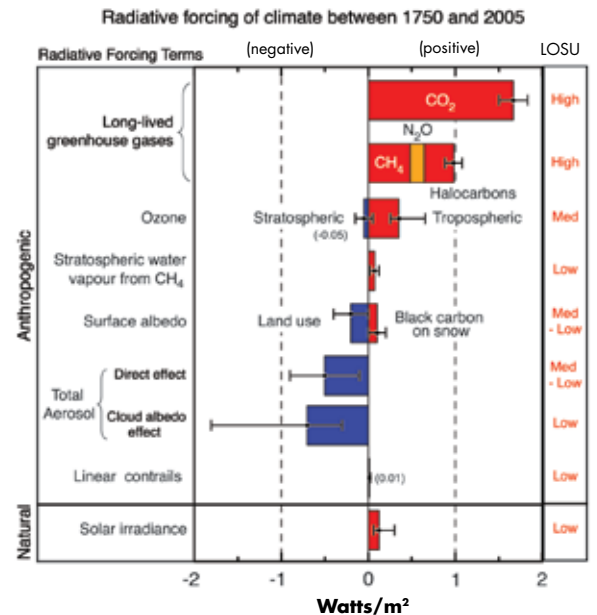 Radiative forcing of climate between 1750 and 2005
Radiative Forcing Terms
(negative)
(positive)
LOSU
Anthropogenic
Long-lived
greenhouse gases
CO₂
High
N₂O
CH₄
High
Halocarbons
Ozone
Stratospheric
(-0.05)
Tropospheric
Med
Stratospheric water
vapour from CH₄
Low
Surface albedo
Land use
Black carbon
on snow
Med
- Low
Total
Aerosol
Direct effect
Med
- Low
Cloud albedo
effect
Low
Linear contrails
(0.01)
Low
Natural
Solar irradiance
Low
-2 -1 0 1 2
Watts/m²